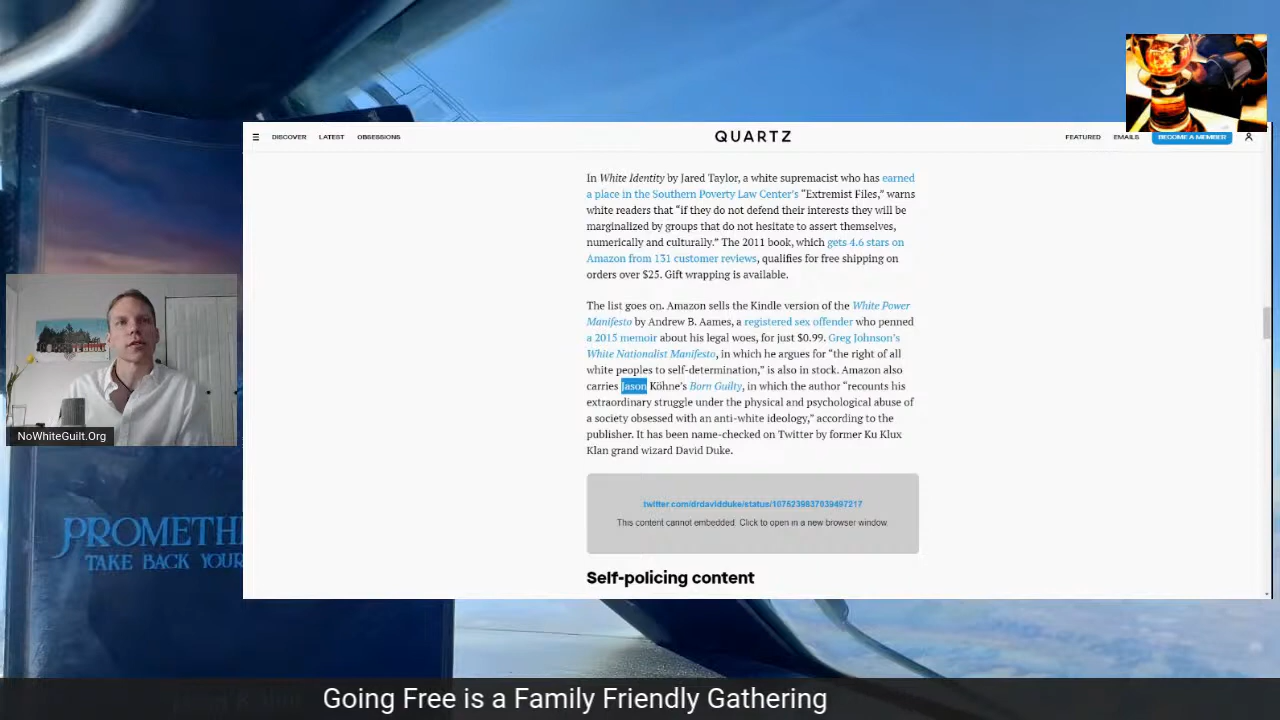 DISCOVER LATEST OBSESSIONS QUARTZ FEATURED EMAILS BECOME A MEMBER
In White Identity by Jared Taylor, a white supremacist who has earned
a place in the Southern Poverty Law Center's “Extremist Files,” warns
white readers that “if they do not defend their interests they will be
marginalized by groups that do not hesitate to assert themselves,
numerically and culturally.” The 2011 book, which gets 4.6 stars on
Amazon from 131 customer reviews, qualifies for free shipping on
orders over $25. Gift wrapping is available.
The list goes on. Amazon sells the Kindle version of the White Power
Manifesto by Andrew B. Aames, a registered sex offender who penned
a 2015 memoir about his legal woes, for just $0.99. Greg Johnson's
White Nationalist Manifesto, in which he argues for “the right of all
white peoples to self-determination,” is also in stock. Amazon also
carries Jason Köhne's Born Guilty, in which the author “recounts his
extraordinary struggle under the physical and psychological abuse of
a society obsessed with an anti-white ideology,” according to the
publisher. It has been name-checked on Twitter by former Ku Klux
Klan grand wizard David Duke.
twitter.com/drdavidduke/status/1076239837039497217
This content cannot embedded. Click to open in a new browser window.
Self-policing content
NoWhiteGuilt.Org
PROMETH
TAKE BACK YOUR
Going Free is a Family Friendly Gathering